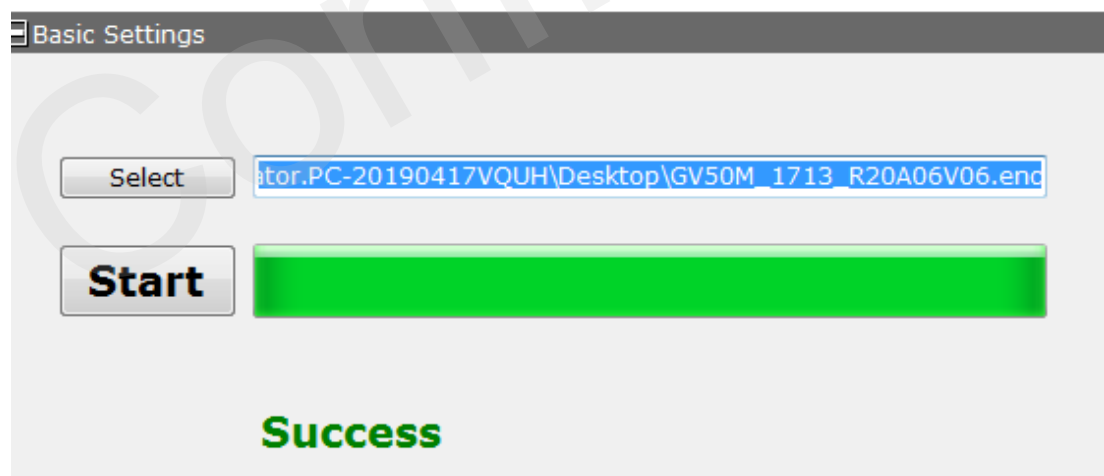 Basic Settings
Select
ator.PC-20190417VQUH\Desktop\GV50M_1713_R20A06V06.enc
Start
Success